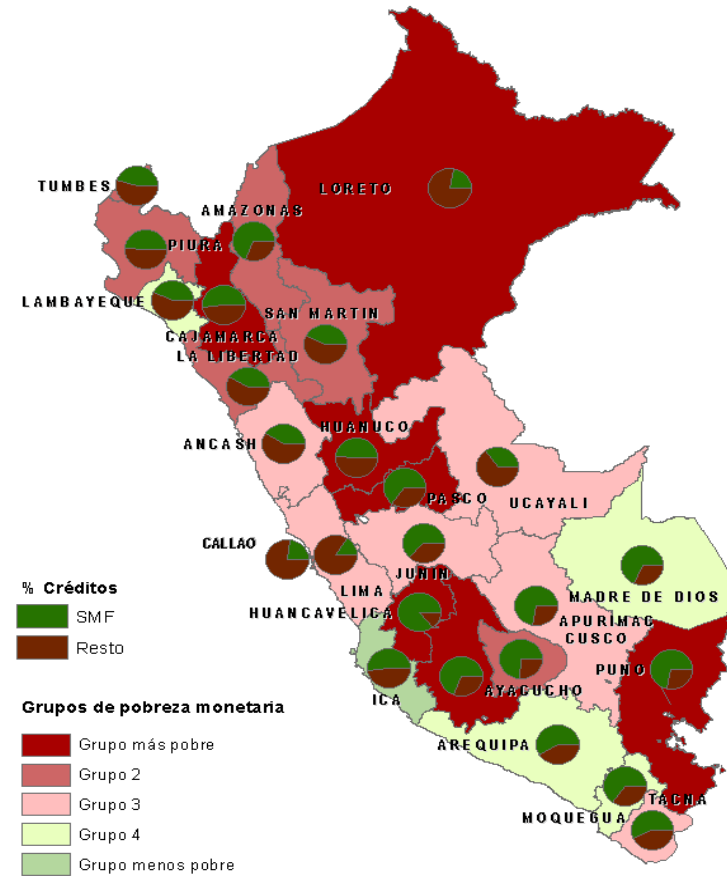 TUMBES
LORETO
AMAZONAS
PIURA
LAMBAYEQUE
SAN MARTIN
CAJAMARCA
LA LIBERTAD
HUANUCO
ANCASH
PASCO
UCAYALI
CALLAO
JUNIN
LIMA
MADRE DE DIOS
HUANCAVELICA
APURIMAC
CUSCO
PUNO
AYACUCHO
ICA
AREQUIPA
TACNA
MOQUEGUA
% Créditos
SMF
Resto
Grupos de pobreza monetaria
Grupo más pobre
Grupo 2
Grupo 3
Grupo 4
Grupo menos pobre